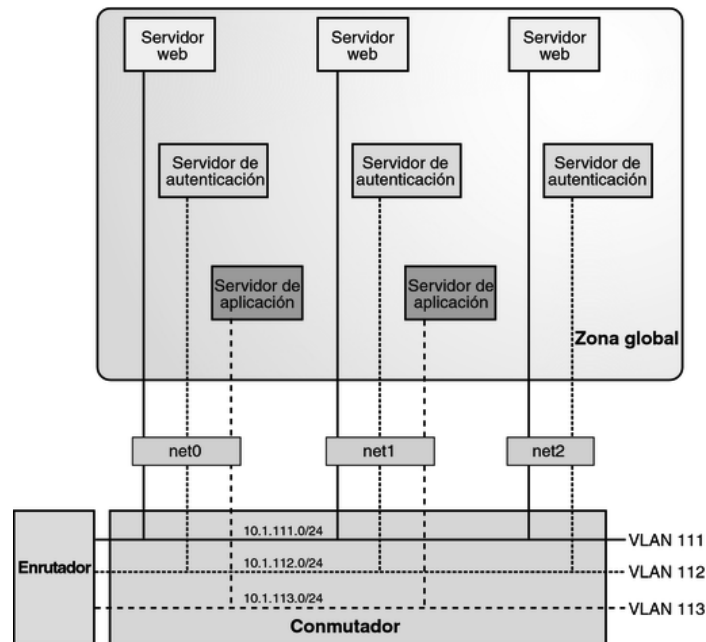 Servidor
web
Servidor
web
Servidor
web
Servidor de
autenticación
Servidor de
autenticación
Servidor de
autenticación
Servidor de
aplicación
Servidor de
aplicación
Zona global
net0
net1
net2
Enrutador
10.1.111.0/24
VLAN 111
10.1.112.0/24
VLAN 112
10.1.113.0/24
VLAN 113
Conmutador